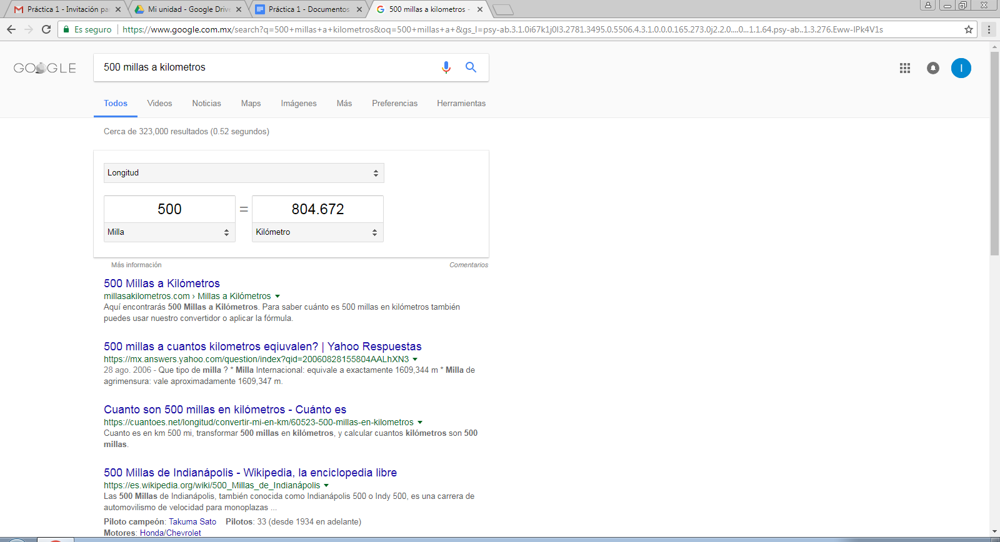 Práctica 1 - Invitación pa
Mi unidad - Google Drive
Práctica 1 - Documentos
500 millas a kilometros -
Es seguro
https://www.google.com.mx/search?q=500+millas+a+kilometros&oq=500+millas+a+&gs_l=psy-ab.3.1.0i67k1j0l3.2781.3495.0.5506.4.3.1.0.0.0.165.273.0j2.2.0....0...1.1.64.psy-ab..1.3.276.Eww-IPk4V1s
GOOGLE
500 millas a kilometros
I
Todos Videos Noticias Maps Imágenes Más Preferencias Herramientas
Cerca de 323,000 resultados (0.52 segundos)
Longitud
500 = 804.672
Milla Kilómetro
Más información Comentarios
500 Millas a Kilómetros
millasakilometros.com › Millas a Kilómetros
Aquí encontrarás 500 Millas a Kilómetros. Para saber cuánto es 500 millas en kilómetros también
puedes usar nuestro convertidor o aplicar la fórmula.
500 millas a cuantos kilometros eqiuvalen? | Yahoo Respuestas
https://mx.answers.yahoo.com/question/index?qid=20060828155804AALhXN3
28 ago. 2006 - Que tipo de milla ? * Milla Internacional: equivale a exactamente 1609,344 m * Milla de
agrimensura: vale aproximadamente 1609,347 m.
Cuanto son 500 millas en kilómetros - Cuánto es
https://cuantoes.net/longitud/convertir-mi-en-km/60523-500-millas-en-kilometros
Cuanto es en km 500 mi, transformar 500 millas en kilómetros, y calcular cuantos kilómetros son 500
millas.
500 Millas de Indianápolis - Wikipedia, la enciclopedia libre
https://es.wikipedia.org/wiki/500_Millas_de_Indianápolis
Las 500 Millas de Indianápolis, también conocida como Indianápolis 500 o Indy 500, es una carrera de
automovilismo de velocidad para monoplazas ...
Piloto campeón: Takuma Sato Pilotos: 33 (desde 1934 en adelante)
Motores: Honda/Chevrolet